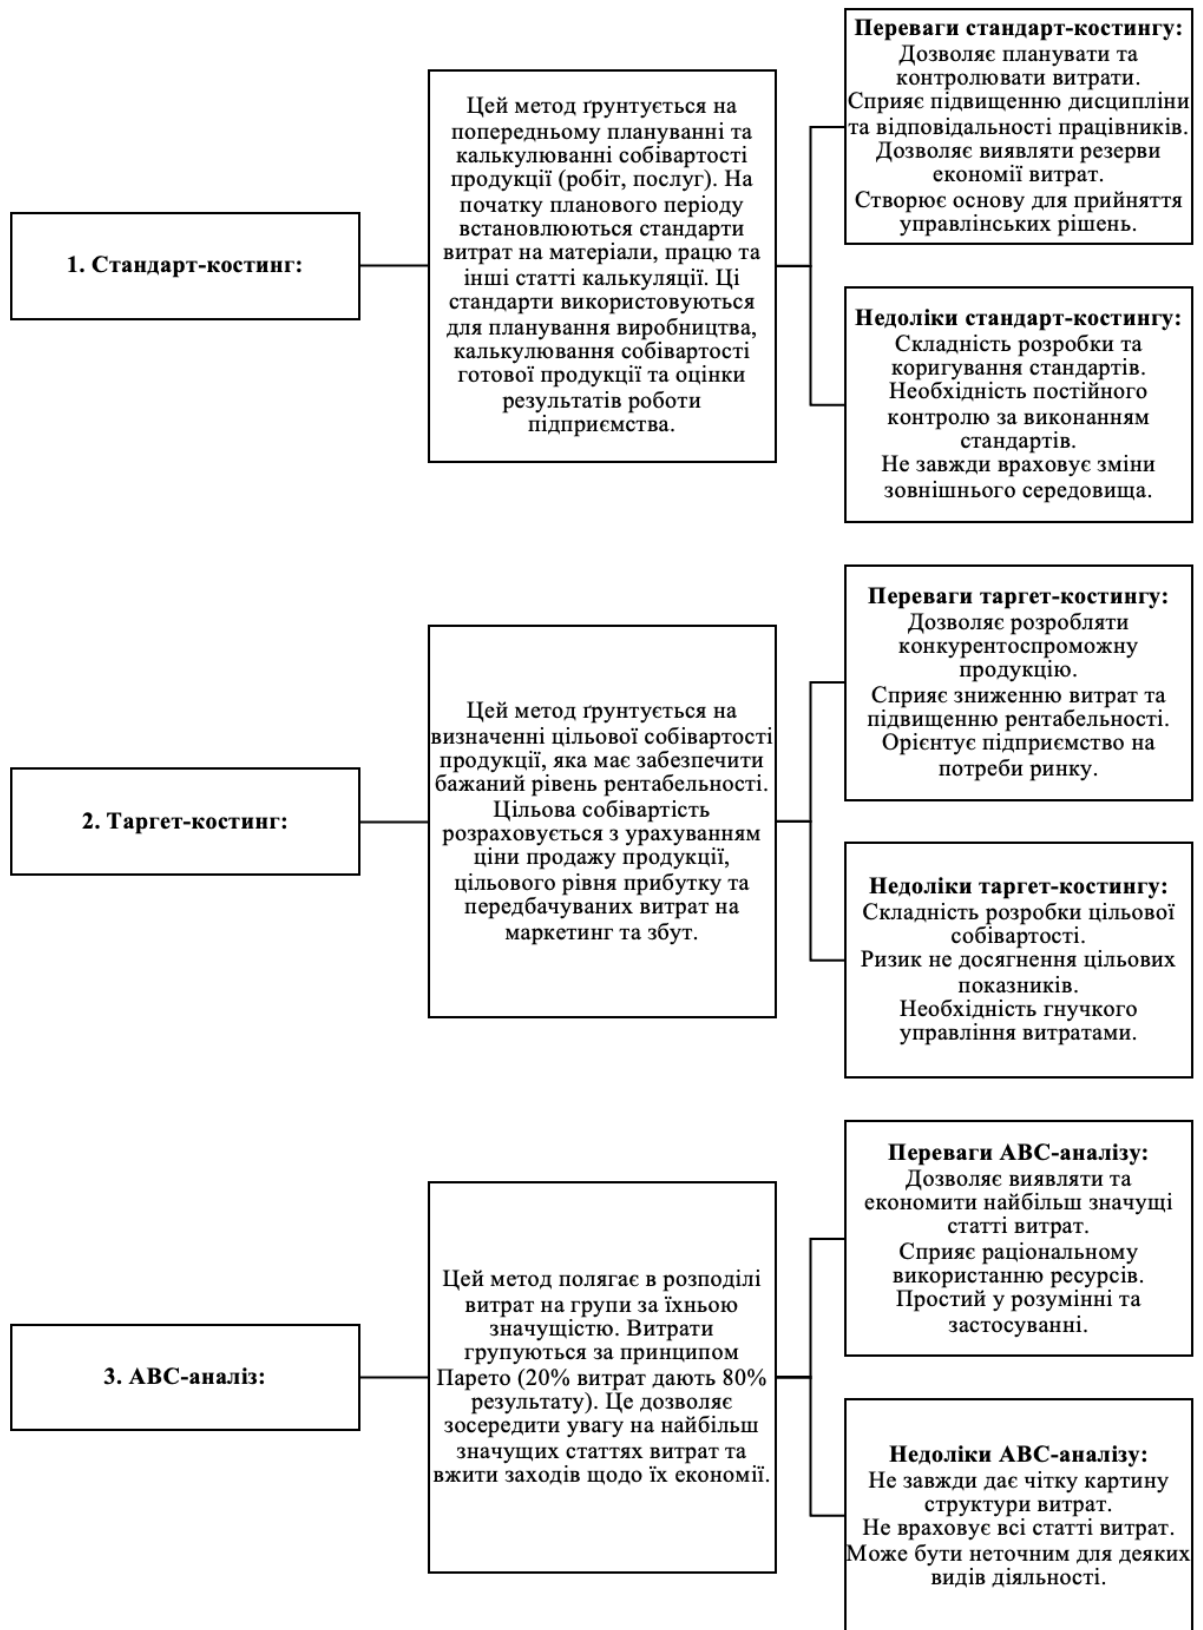 1. Стандарт-костинг:
Цей метод ґрунтується на
попередньому плануванні та
калькулюванні собівартості
продукції (робіт, послуг). На
початку планового періоду
встановлюються стандарти
витрат на матеріали, працю та
інші статті калькуляції. Ці
стандарти використовуються
для планування виробництва,
калькулювання собівартості
готової продукції та оцінки
результатів роботи
підприємства.
Переваги стандарт-костингу:
Дозволяє планувати та
контролювати витрати.
Сприяє підвищенню дисципліни
та відповідальності працівників.
Дозволяє виявляти резерви
економії витрат.
Створює основу для прийняття
управлінських рішень.
Недоліки стандарт-костингу:
Складність розробки та
коригування стандартів.
Необхідність постійного
контролю за виконанням
стандартів.
Не завжди враховує зміни
зовнішнього середовища.
2. Таргет-костинг:
Цей метод ґрунтується на
визначенні цільової собівартості
продукції, яка має забезпечити
бажаний рівень рентабельності.
Цільова собівартість
розраховується з урахуванням
ціни продажу продукції,
цільового рівня прибутку та
передбачуваних витрат на
маркетинг та збут.
Переваги таргет-костингу:
Дозволяє розробляти
конкурентоспроможну
продукцію.
Сприяє зниженню витрат та
підвищенню рентабельності.
Орієнтує підприємство на
потреби ринку.
Недоліки таргет-костингу:
Складність розробки цільової
собівартості.
Ризик не досягнення цільових
показників.
Необхідність гнучкого
управління витратами.
3. АВС-аналіз:
Цей метод полягає в розподілі
витрат на групи за їхньою
значущістю. Витрати
групуються за принципом
Парето (20% витрат дають 80%
результату). Це дозволяє
зосередити увагу на найбільш
значущих статтях витрат та
вжити заходів щодо їх економії.
Переваги АВС-аналізу:
Дозволяє виявляти та
економити найбільш значущі
статті витрат.
Сприяє раціональному
використанню ресурсів.
Простий у розумінні та
застосуванні.
Недоліки АВС-аналізу:
Не завжди дає чітку картину
структури витрат.
Не враховує всі статті витрат.
Може бути неточним для деяких
видів діяльності.